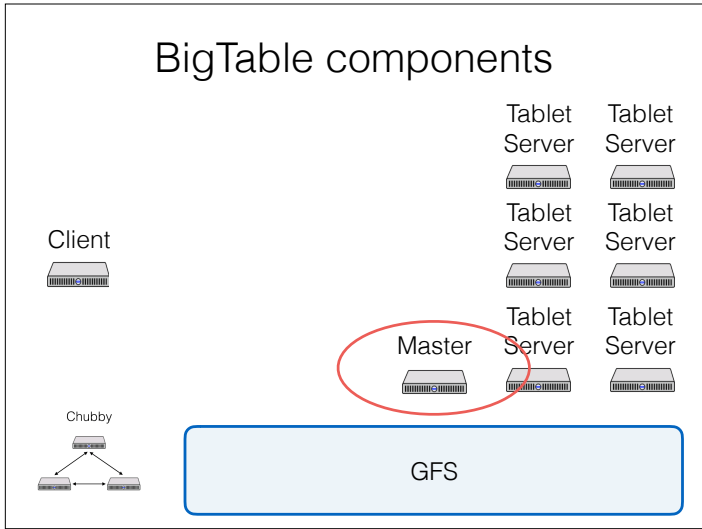 BigTable components
Tablet
Server
Tablet
Server
Tablet
Server
Tablet
Server
Client
Tablet
Server
Tablet
Server
Master
Chubby
GFS